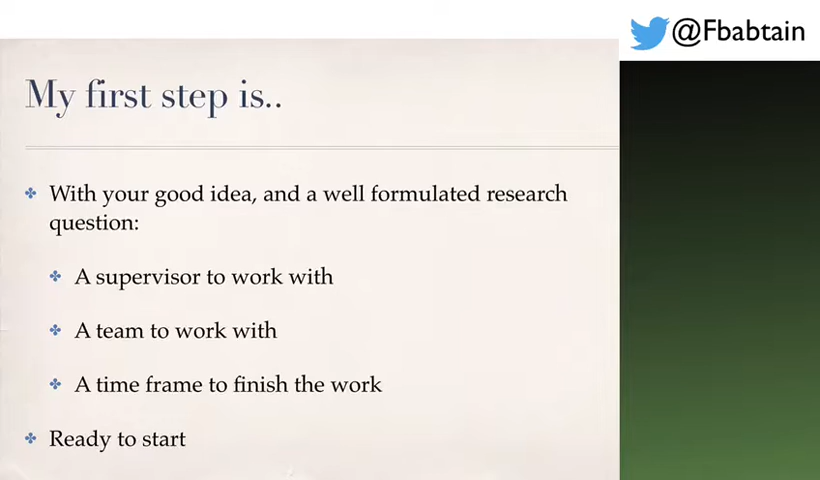 @Fbabtain
My first step is..
With your good idea, and a well formulated research
question:
A supervisor to work with
A team to work with
A time frame to finish the work
Ready to start